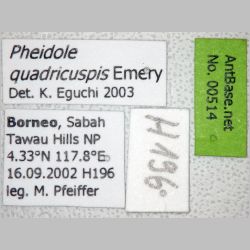 Pheidole
quadricuspis Emery
Det. K. Eguchi 2003
Borneo, Sabah
Tawau Hills NP
4.33°N 117.8°E
16.09.2002 H196
leg. M. Pfeiffer
H196
AntBase.net
No. 00514